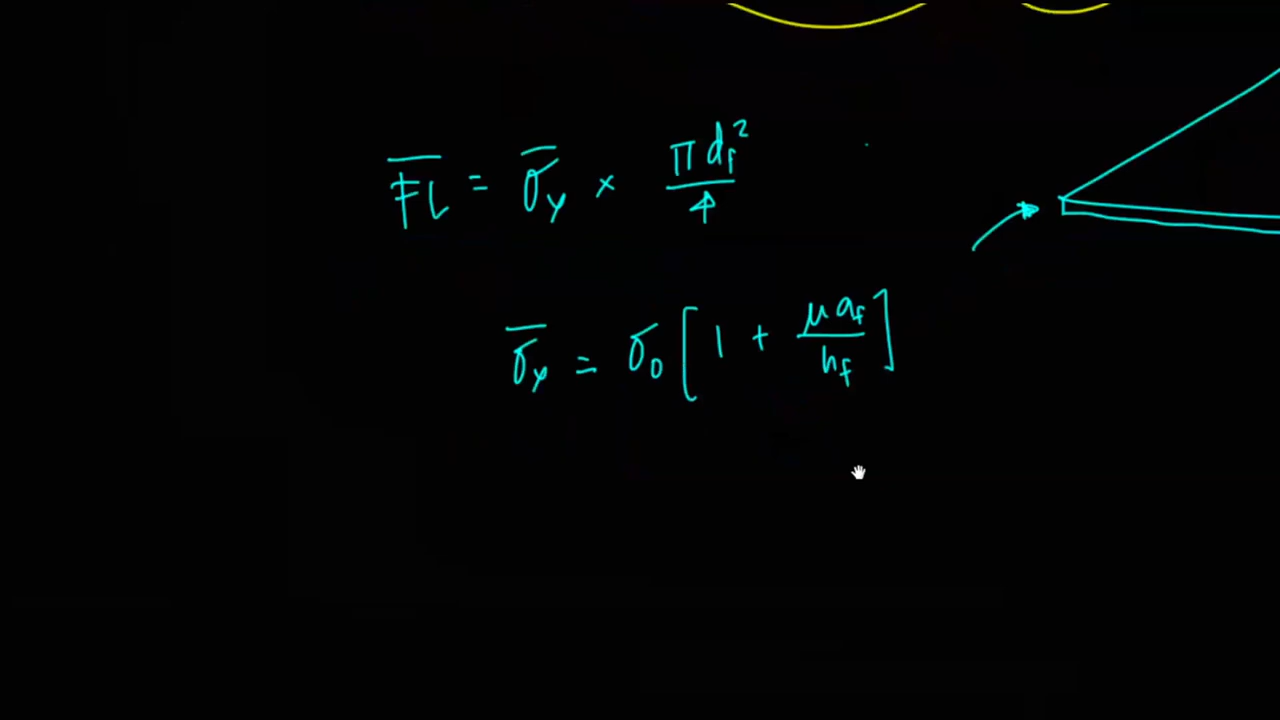 F̅L̅ = σ̅y × πdf²/4
σ̅y = σ0 [1 + μaf/hf]